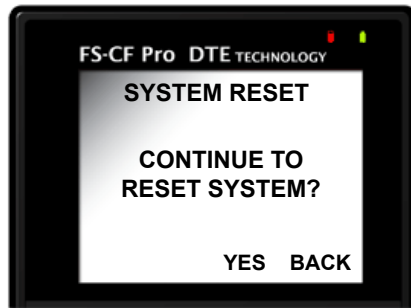 FS-CF Pro DTE TECHNOLOGY
SYSTEM RESET
CONTINUE TO
RESET SYSTEM?
YES BACK